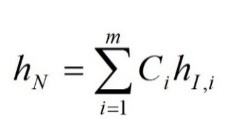 h_N = \sum_{i=1}^{m} C_i h_{I,i}